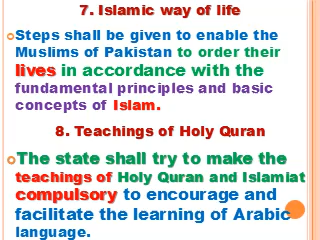 7. Islamic way of life
Steps shall be given to enable the
Muslims of Pakistan to order their
lives in accordance with the
fundamental principles and basic
concepts of Islam.
8. Teachings of Holy Quran
The state shall try to make the
teachings of Holy Quran and Islamiat
compulsory to encourage and
facilitate the learning of Arabic
language.